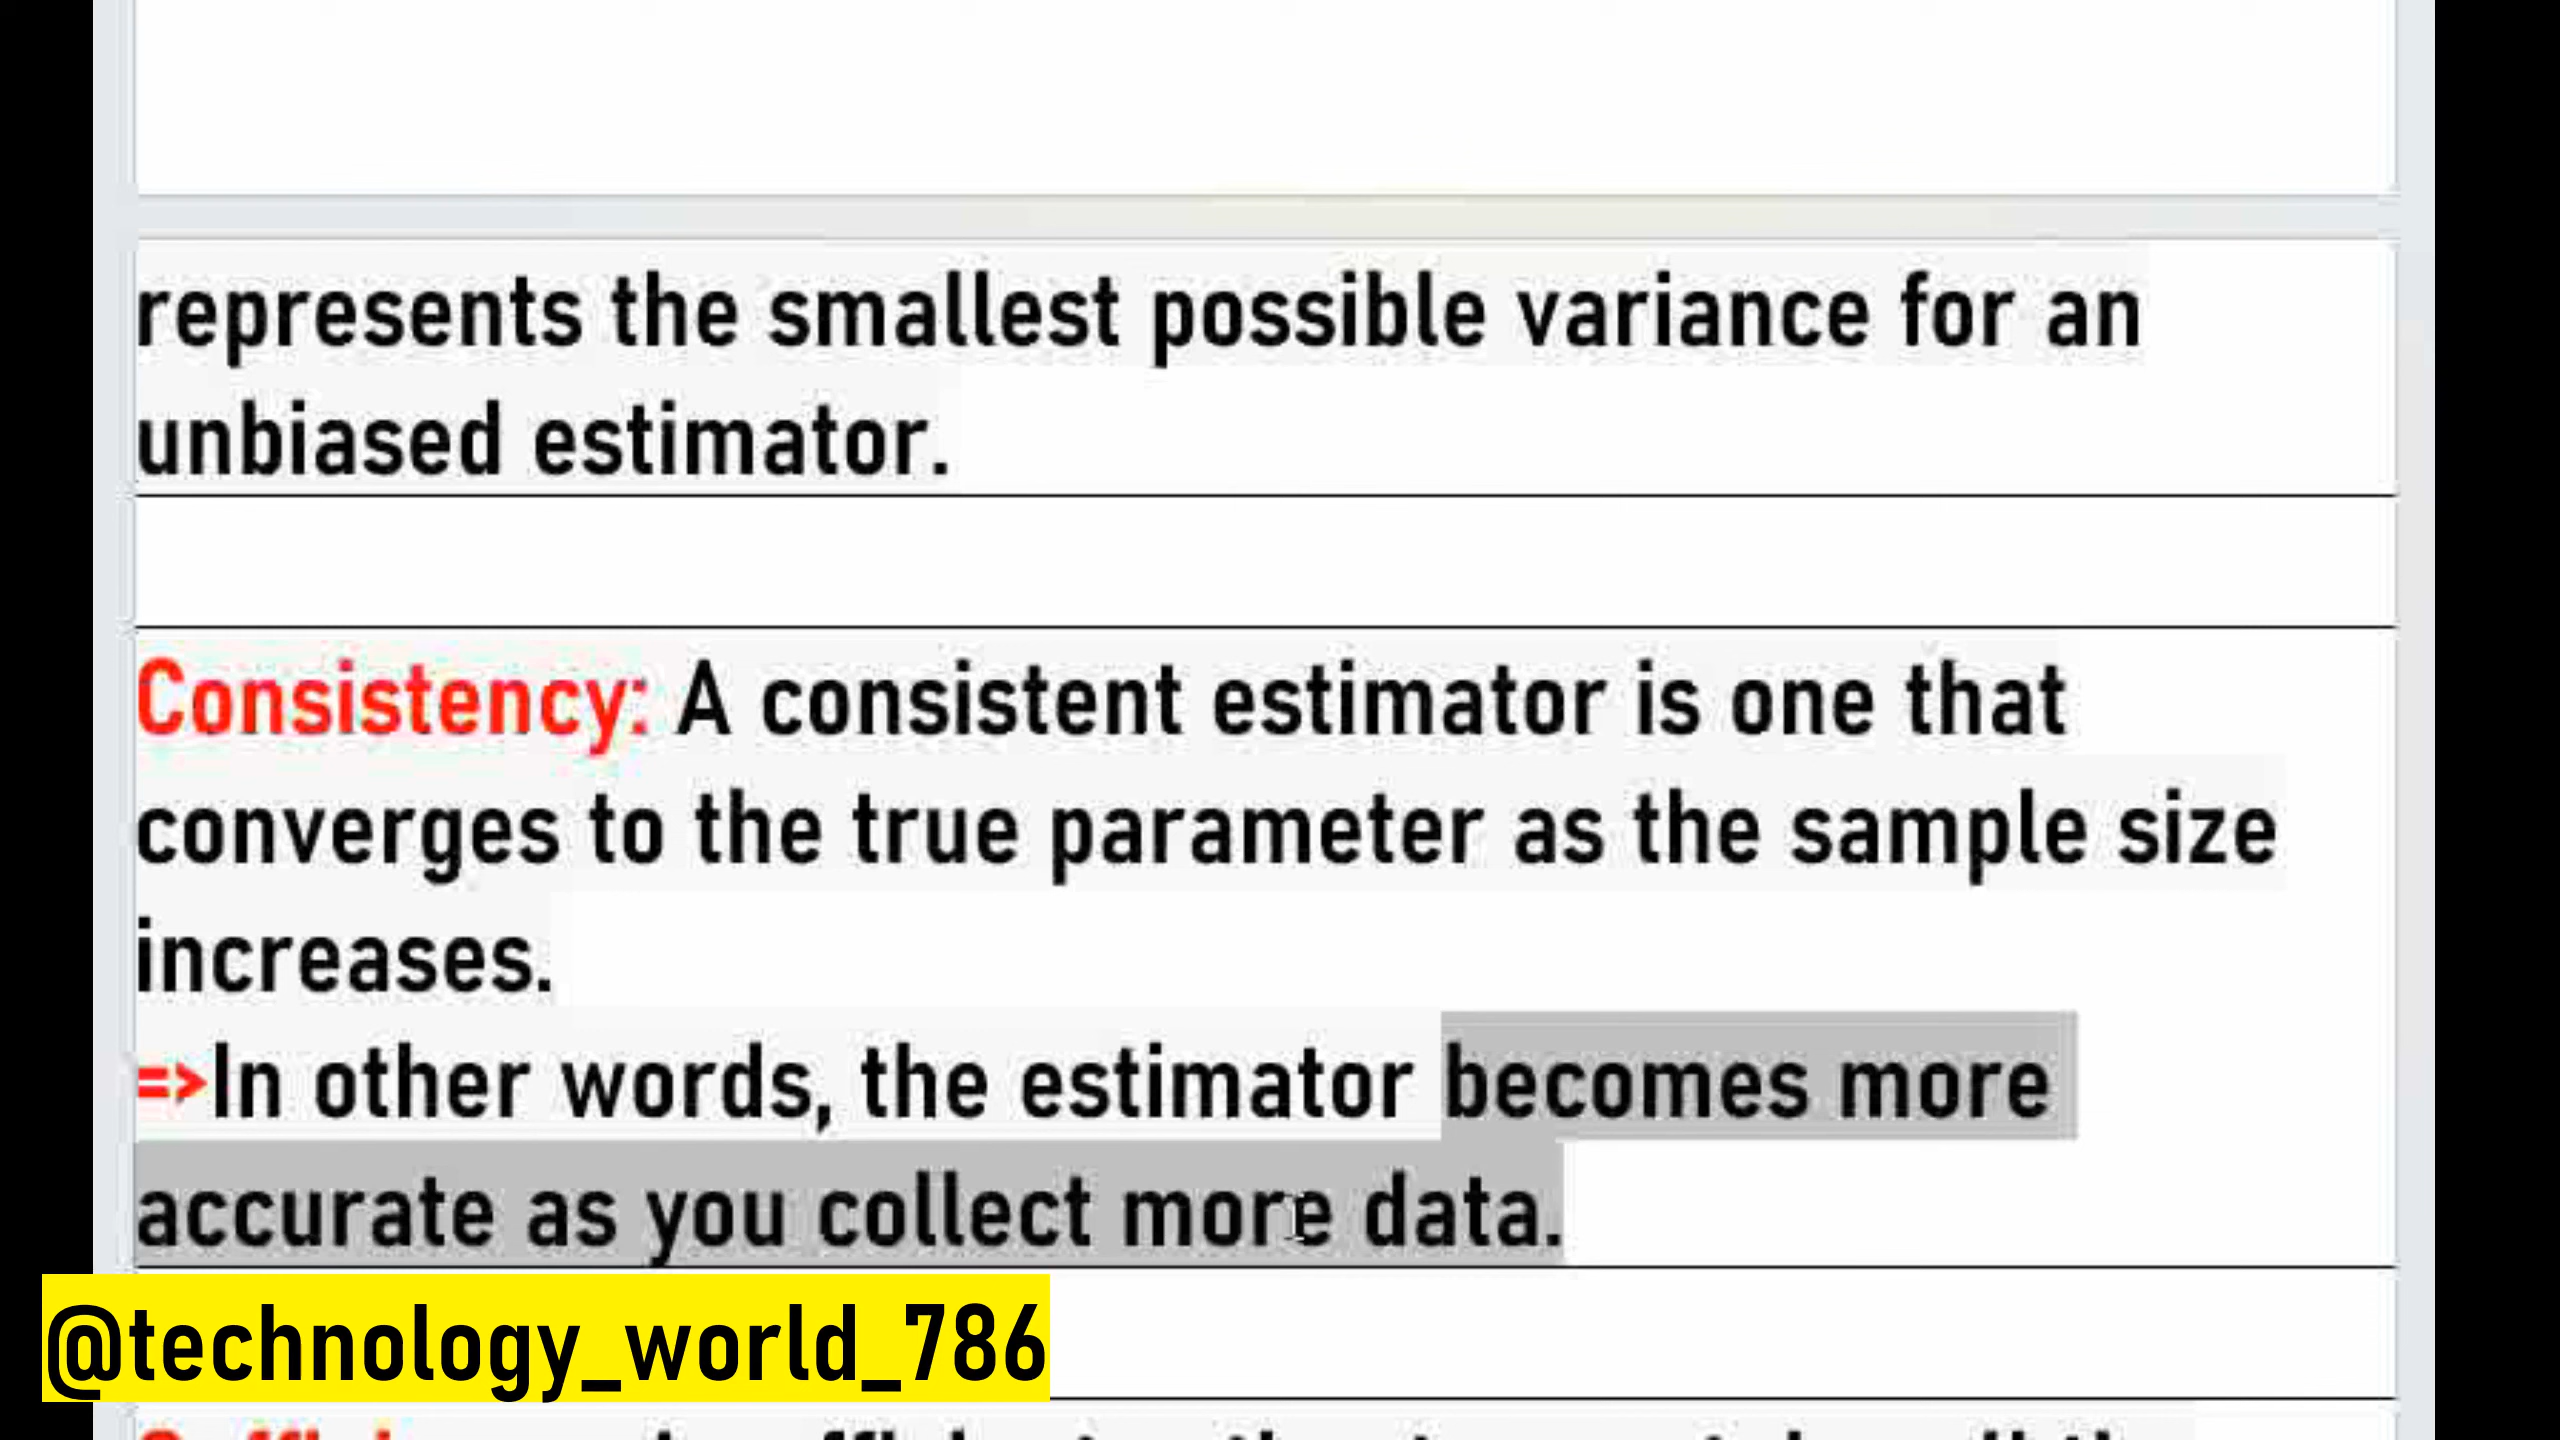 represents the smallest possible variance for an
unbiased estimator.
Consistency: A consistent estimator is one that
converges to the true parameter as the sample size
increases.
=>In other words, the estimator becomes more
accurate as you collect more data.
@technology_world_786